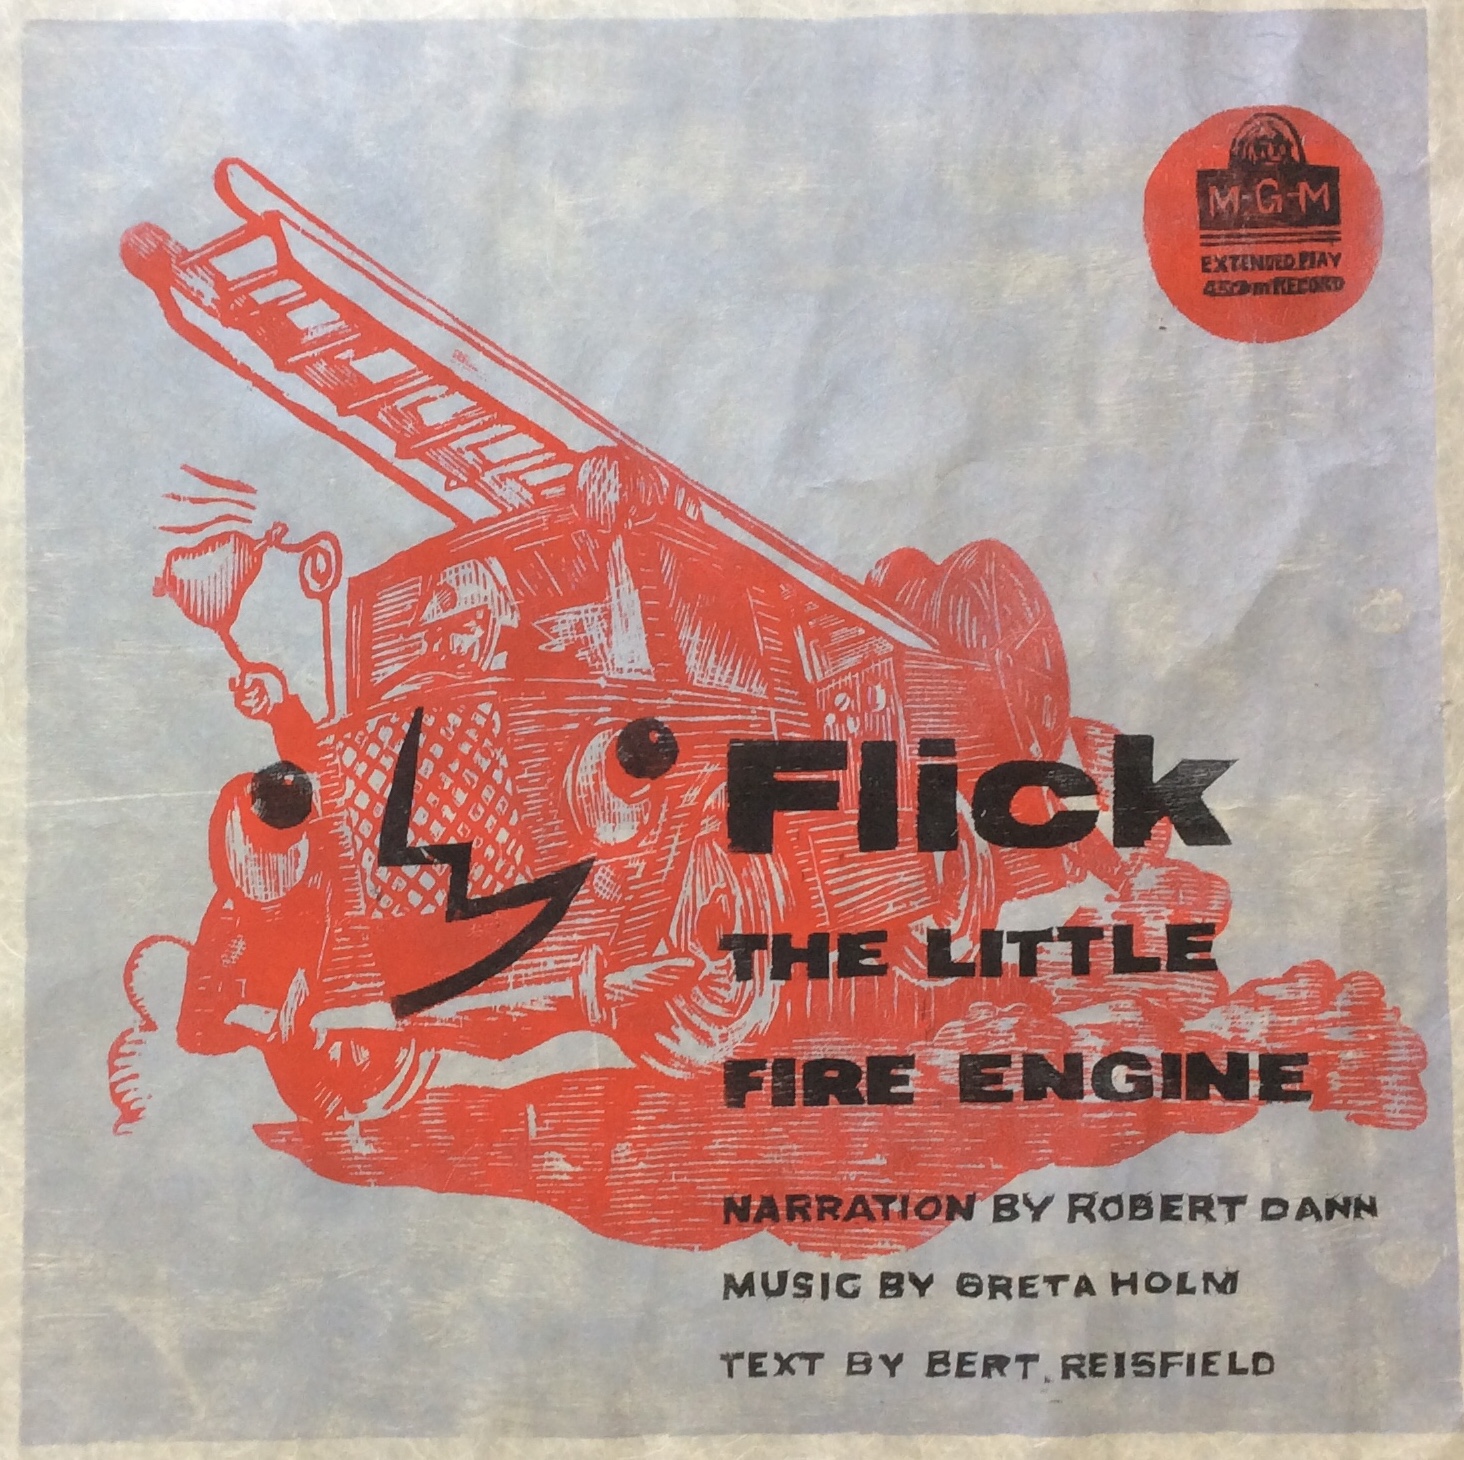 M-G-M
EXTENDED PLAY
45rpm RECORD
Flick
THE LITTLE
FIRE ENGINE
NARRATION BY ROBERT DANN
MUSIC BY GRETA HOLM
TEXT BY BERT. REISFIELD